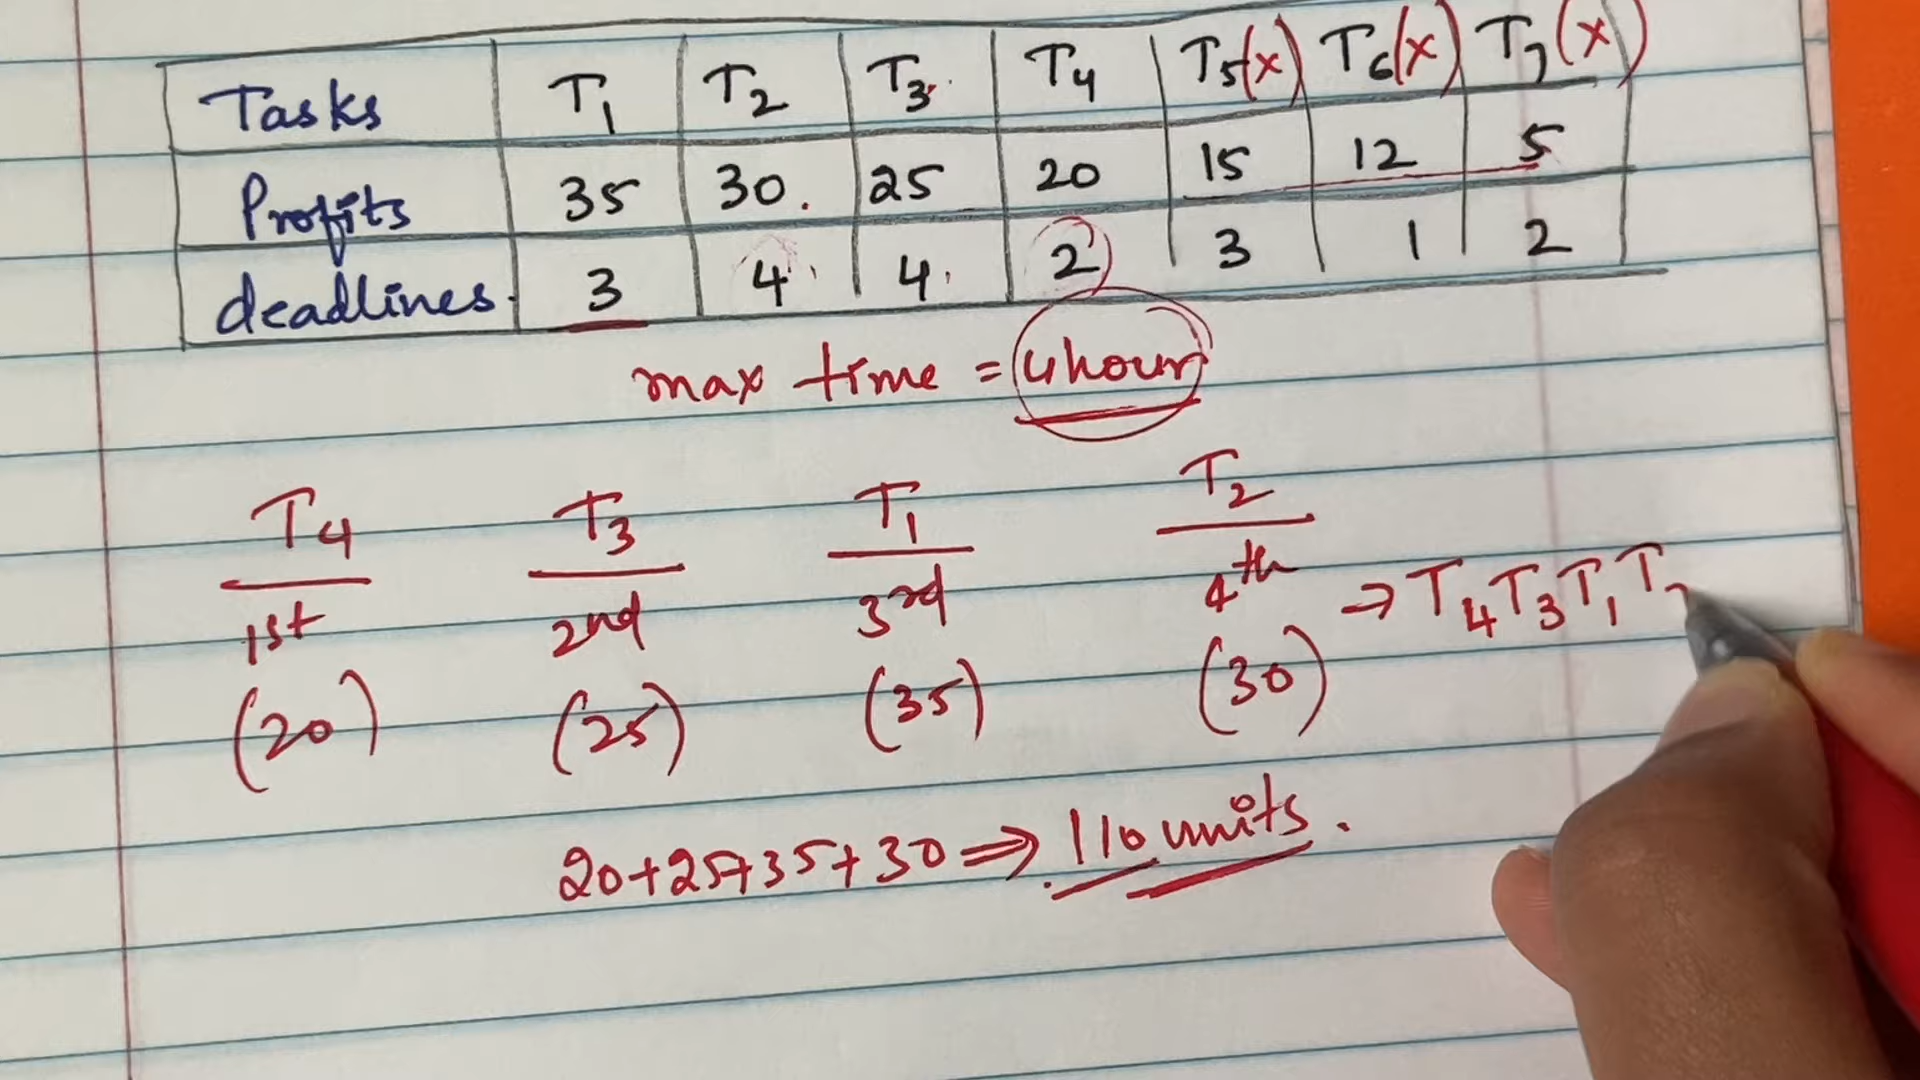 Tasks T1 T2 T3 T4 T5(x) T6(x) T7(x)
Profits 35 30 25 20 15 12 5
deadlines 3 4 4 2 3 1 2
max time = 4hour
T4 T3 T1 T2
1st 2nd 3rd 4th → T4 T3 T1 T
(20) (25) (35) (30)
20+25+35+30 ⇒ 110 units.